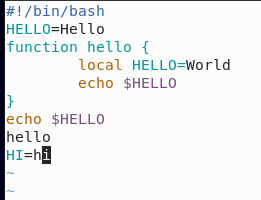 #!/bin/bash
HELLO=Hello
function hello {
        local HELLO=World
        echo $HELLO
}
echo $HELLO
hello
HI=hi
~
~